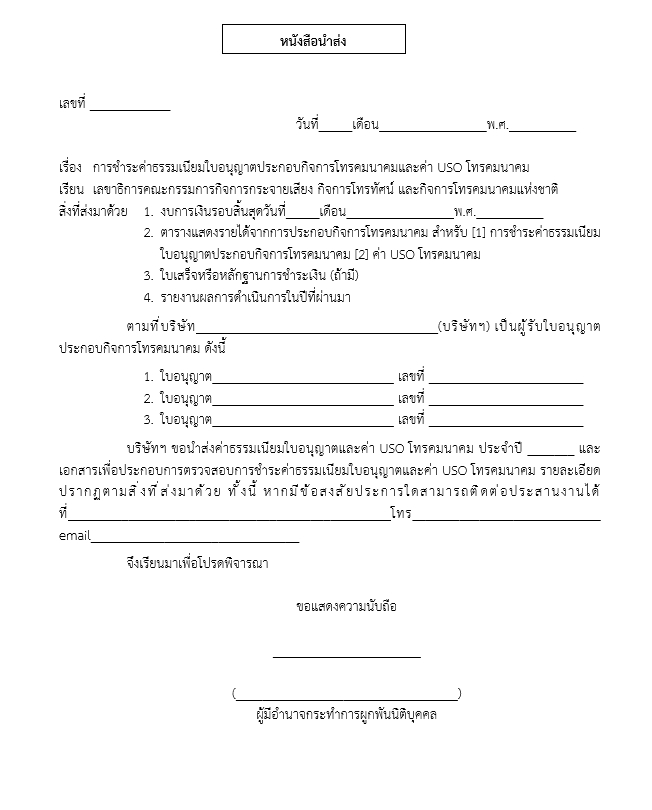 หนังสือนำส่ง
เลขที่ ____________
วันที่_____เดือน________________พ.ศ.__________
เรื่อง การชำระค่าธรรมเนียมใบอนุญาตประกอบกิจการโทรคมนาคมและค่า USO โทรคมนาคม
เรียน เลขาธิการคณะกรรมการกิจการกระจายเสียง กิจการโทรทัศน์ และกิจการโทรคมนาคมแห่งชาติ
สิ่งที่ส่งมาด้วย 1. งบการเงินรอบสิ้นสุดวันที่_____เดือน________________พ.ศ.__________
2. ตารางแสดงรายได้จากการประกอบกิจการโทรคมนาคม สำหรับ [1] การชำระค่าธรรมเนียม
ใบอนุญาตประกอบกิจการโทรคมนาคม [2] ค่า USO โทรคมนาคม
3. ใบเสร็จหรือหลักฐานการชำระเงิน (ถ้ามี)
4. รายงานผลการดำเนินการในปีที่ผ่านมา
ตามที่บริษัท____________________________________(บริษัทฯ) เป็นผู้รับใบอนุญาต
ประกอบกิจการโทรคมนาคม ดังนี้
1. ใบอนุญาต___________________________ เลขที่ _______________________
2. ใบอนุญาต___________________________ เลขที่ _______________________
3. ใบอนุญาต___________________________ เลขที่ _______________________
บริษัทฯ ขอนำส่งค่าธรรมเนียมใบอนุญาตและค่า USO โทรคมนาคม ประจำปี _______ และ
เอกสารเพื่อประกอบการตรวจสอบการชำระค่าธรรมเนียมใบอนุญาตและค่า USO โทรคมนาคม รายละเอียด
ปรากฏตามสิ่งที่ส่งมาด้วย ทั้งนี้ หากมีข้อสงสัยประการใดสามารถติดต่อประสานงานได้
ที่________________________________________________โทร____________________________
email_______________________________
จึงเรียนมาเพื่อโปรดพิจารณา
ขอแสดงความนับถือ
______________________
(_________________________________)
ผู้มีอำนาจกระทำการผูกพันนิติบุคคล